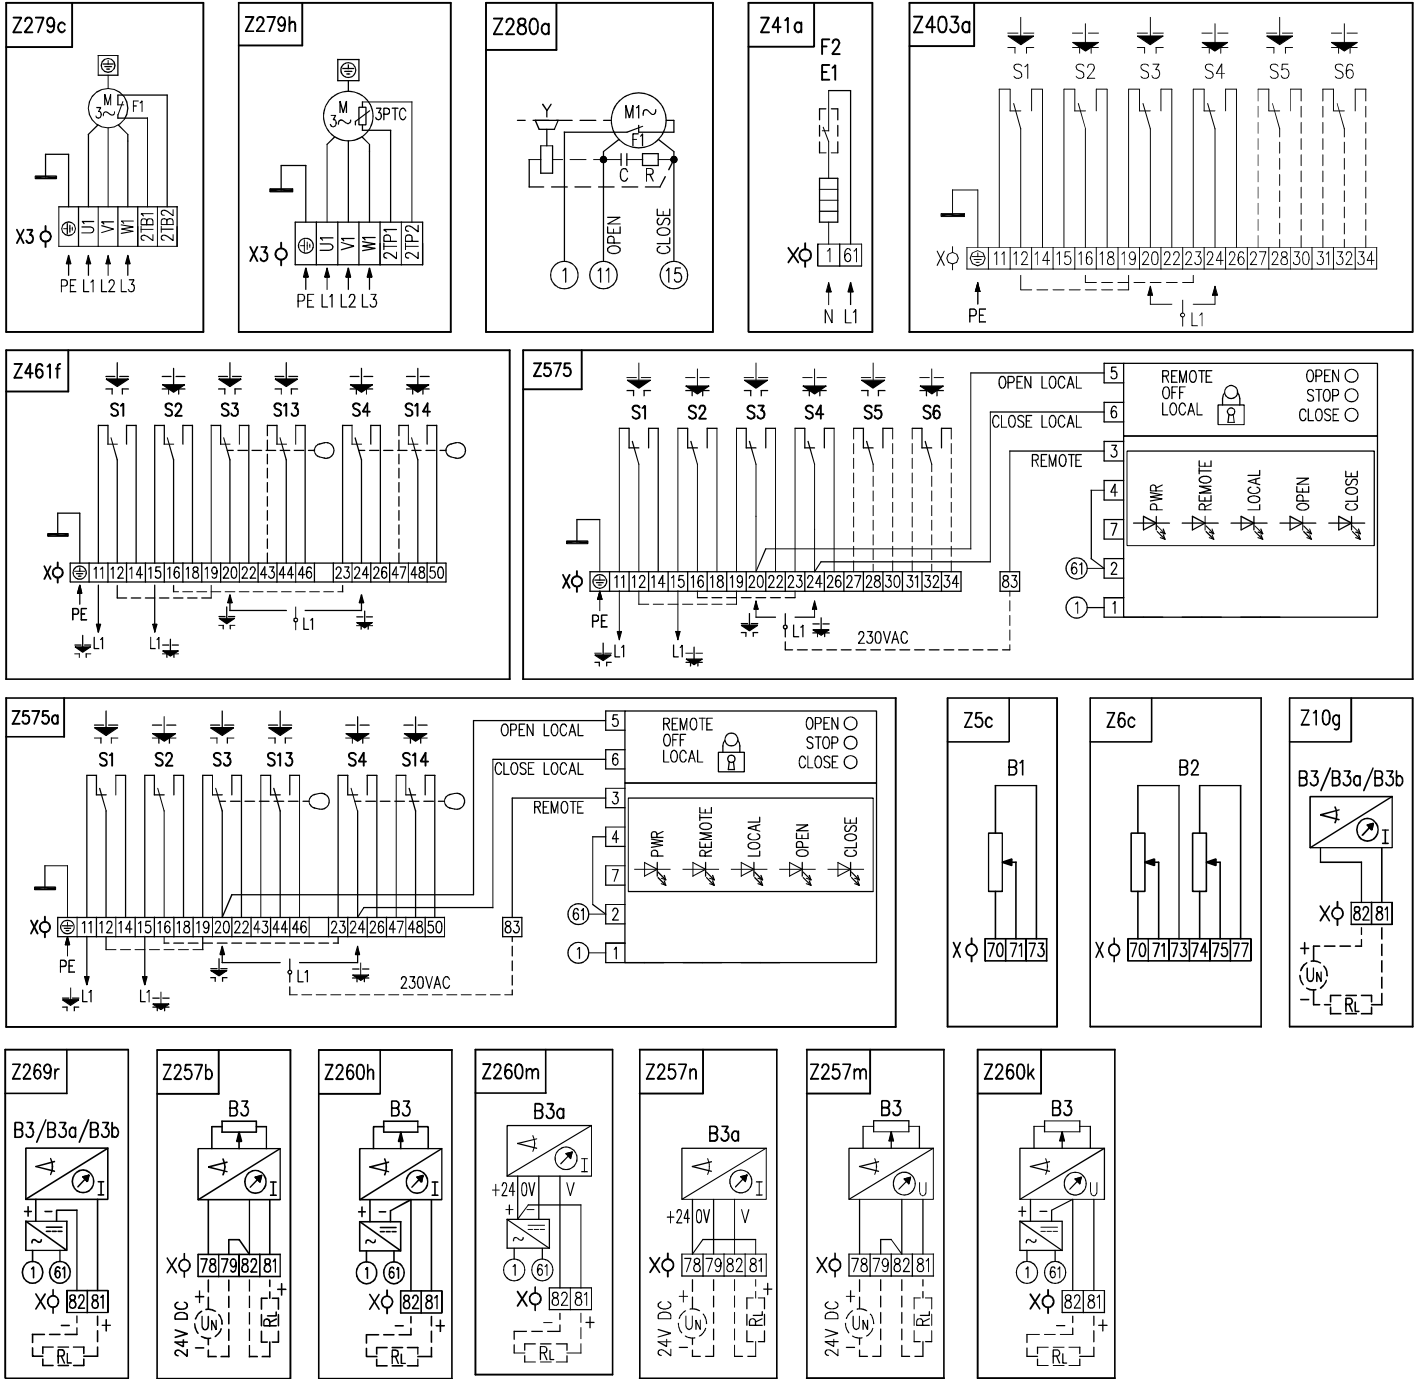 Z279c
M
3~
F1
X3
U1
V1
W1
2TB1
2TB2
PE L1 L2 L3
Z279h
M
3~
3PTC
X3
U1
V1
W1
2TP1
2TP2
PE L1 L2 L3
Z280a
Y
M1~
F1
C R
OPEN
CLOSE
1 11 15
Z41a
F2
E1
X 1 61
N L1
Z403a
S1 S2 S3 S4 S5 S6
X 11 12 14 15 16 18 19 20 22 23 24 26 27 28 30 31 32 34
PE
L1
Z461f
S1 S2 S3 S13 S4 S14
X 11 12 14 15 16 18 19 20 22 43 44 46 23 24 26 47 48 50
PE
L1 L1 L1
Z575
S1 S2 S3 S4 S5 S6
OPEN LOCAL
CLOSE LOCAL
REMOTE
5
6
3
4
7
2
1
61
1
REMOTE
OFF
LOCAL
OPEN
STOP
CLOSE
PWR
REMOTE
LOCAL
OPEN
CLOSE
X 11 12 14 15 16 18 19 20 22 23 24 26 27 28 30 31 32 34
83
PE
L1 L1 L1
230VAC
Z575a
S1 S2 S3 S13 S4 S14
OPEN LOCAL
CLOSE LOCAL
REMOTE
5
6
3
4
7
2
1
61
1
REMOTE
OFF
LOCAL
OPEN
STOP
CLOSE
PWR
REMOTE
LOCAL
OPEN
CLOSE
X 11 12 14 15 16 18 19 20 22 43 44 46 23 24 26 47 48 50
83
PE
L1 L1 L1
230VAC
Z5c
B1
X 70 71 73
Z6c
B2
X 70 71 73 74 75 77
Z10g
B3/B3a/B3b
I
X 82 81
+
UN
−
RL
Z269r
B3/B3a/B3b
I
+ −
~
1 61
X 82 81
− +
RL
Z257b
B3
I
X 78 79 82 81
24V DC
+
UN
−
+
RL
Z260h
B3
I
+ −
~
1 61
X 82 81
− +
RL
Z260m
B3a
I
+24 0V V
+ −
~
1 61
X 82 81
− +
RL
Z257n
B3a
I
+24 0V V
X 78 79 82 81
24V DC
+
UN
−
+
RL
Z257m
B3
U
X 78 79 82 81
24V DC
+
UN
−
+
RL
Z260k
B3
U
+ −
~
1 61
X 82 81
− +
RL